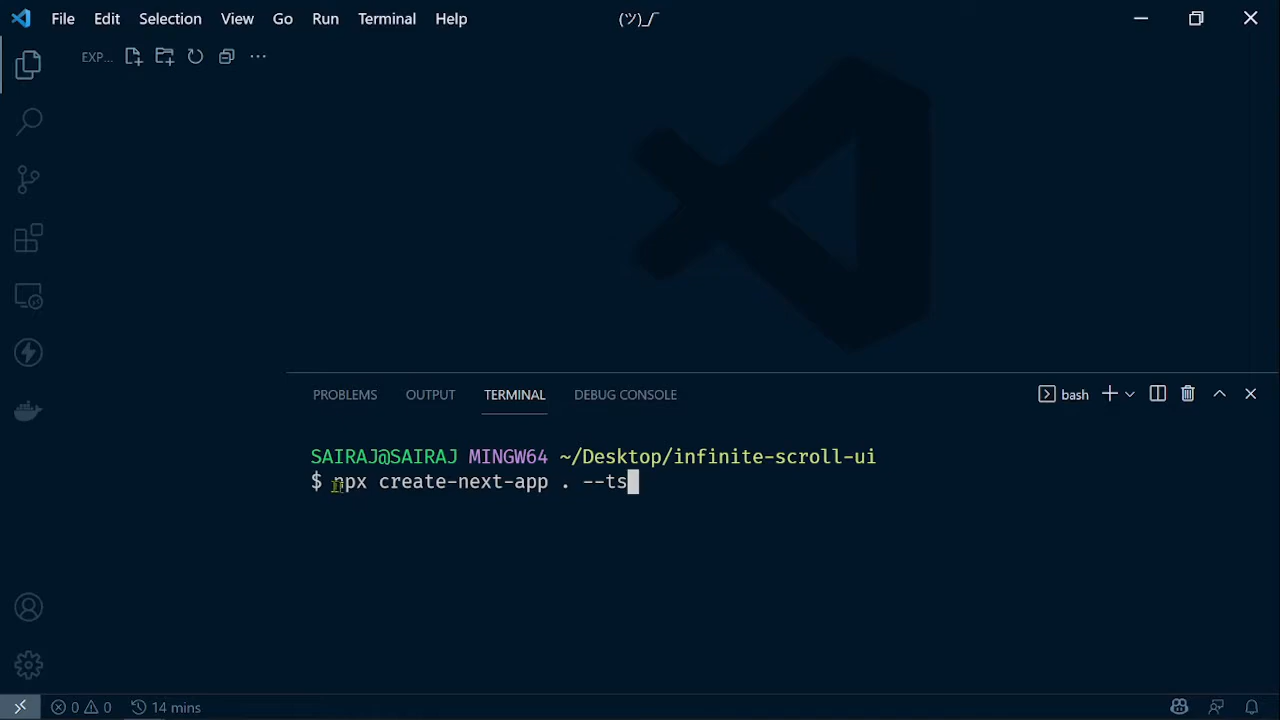 File Edit Selection View Go Run Terminal Help (ツ)_/¯
EXP...
PROBLEMS OUTPUT TERMINAL DEBUG CONSOLE bash
SAIRAJ@SAIRAJ MINGW64 ~/Desktop/infinite-scroll-ui
$ npx create-next-app . --ts
0 0 14 mins